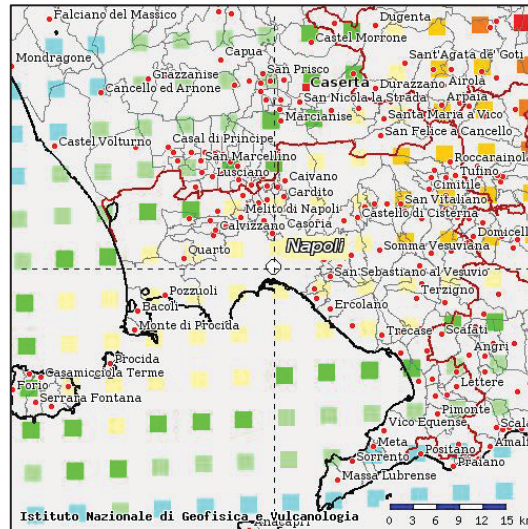 Falciano del Massico
Dugenta
Castel Morrone
Mondragone
Capua
Sant'Agata de' Goti
Grazzanise
San Prisco
Caserta
Airola
Cancello ed Arnone
Durazzano
San Nicola la Strada
Arpaia
Marcianise
Santa Maria a Vico
Castel Volturno
Casal di Principe
San Felice a Cancello
San Marcellino
Roccarainola
Lusciano
Caivano
Tufino
Cardito
Cimitile
San Vitaliano
Melito di Napoli
Castello di Cisterna
Calvizzano
Casoria
Domicell
Quarto
Napoli
Somma Vesuviana
San Sebastiano al Vesuvio
Pozzuoli
Terzigno
Bacoli
Ercolano
Monte di Procida
Trecase
Scafati
Angri
Procida
Casamicciola Terme
Forio
Lettere
Serrara Fontana
Pimonte
Vico Equense
Scala
Meta
Amalf
Sorrento
Positano
Praiano
Massa Lubrense
Istituto Nazionale di Geofisica e Vulcanologia
0 3 6 9 12 15 k
Anacapri